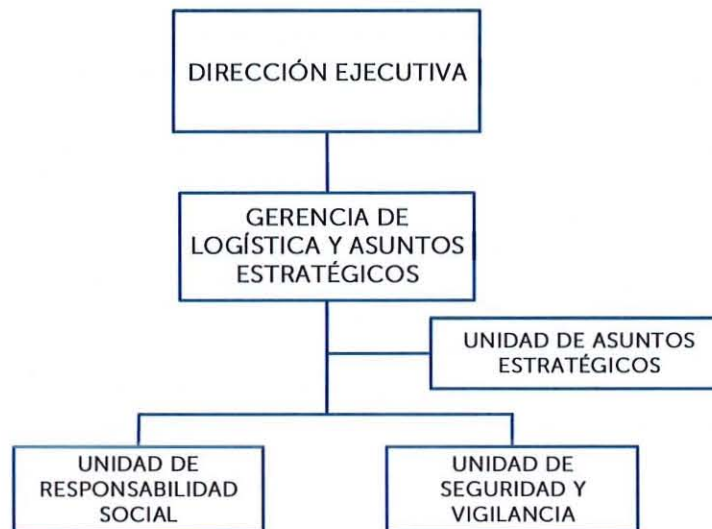 DIRECCIÓN EJECUTIVA
GERENCIA DE
LOGÍSTICA Y ASUNTOS
ESTRATÉGICOS
UNIDAD DE ASUNTOS
ESTRATÉGICOS
UNIDAD DE
RESPONSABILIDAD
SOCIAL
UNIDAD DE
SEGURIDAD Y
VIGILANCIA